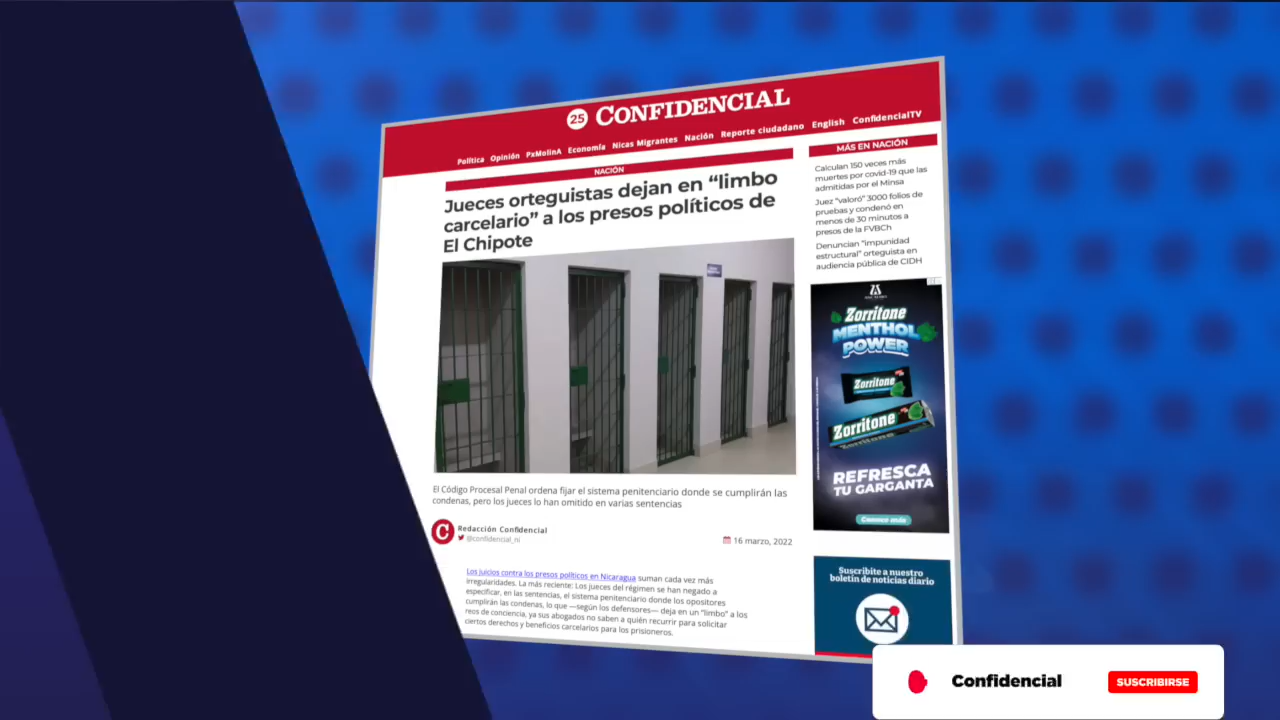 25 CONFIDENCIAL
Política Opinión PxMolinA Economía Nicas Migrantes Nación Reporte ciudadano English ConfidencialTV
NACIÓN
Jueces orteguistas dejan en “limbo
carcelario” a los presos políticos de
El Chipote
El Código Procesal Penal ordena fijar el sistema penitenciario donde se cumplirán las
condenas, pero los jueces lo han omitido en varias sentencias
C
Redacción Confidencial
@confidencial_ni
16 marzo, 2022
Los juicios contra los presos políticos en Nicaragua suman cada vez más
irregularidades. La más reciente: Los jueces del régimen se han negado a
especificar, en las sentencias, el sistema penitenciario donde los opositores
cumplirán las condenas, lo que —según los defensores— deja en un “limbo” a los
reos de conciencia, ya sus abogados no saben a quién recurrir para solicitar
ciertos derechos y beneficios carcelarios para los prisioneros.
MÁS EN NACIÓN
Calculan 150 veces más
muertes por covid-19 que las
admitidas por el Minsa
Juez “valoró” 3000 folios de
pruebas y condenó en
menos de 30 minutos a
presos de la FVBCh
Denuncian “impunidad
estructural” orteguista en
audiencia pública de CIDH
Zorritone
MENTHOL
POWER
Zorritone
Zorritone
REFRESCA
TU GARGANTA
Conoce más
Suscribite a nuestro
boletín de noticias diario
Confidencial
SUSCRIBIRSE